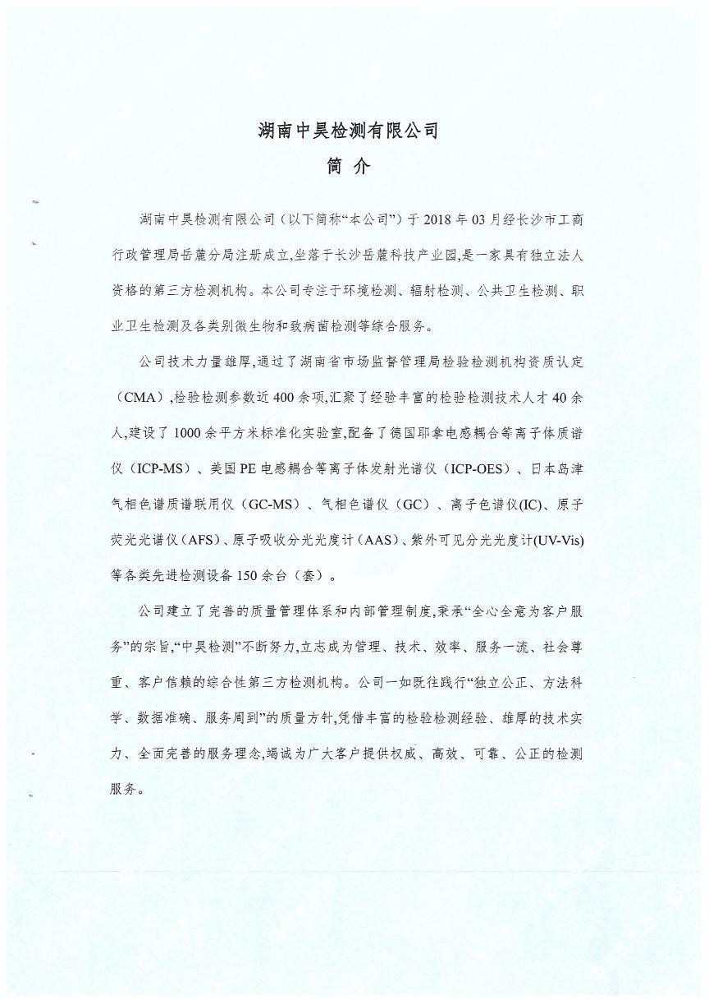 湖南中昊检测有限公司
简 介
湖南中昊检测有限公司（以下简称“本公司”）于 2018 年 03 月经长沙市工商
行政管理局岳麓分局注册成立,坐落于长沙岳麓科技产业园,是一家具有独立法人
资格的第三方检测机构。本公司专注于环境检测、辐射检测、公共卫生检测、职
业卫生检测及各类别微生物和致病菌检测等综合服务。
公司技术力量雄厚,通过了湖南省市场监督管理局检验检测机构资质认定
（CMA）,检验检测参数近 400 余项,汇聚了经验丰富的检验检测技术人才 40 余
人,建设了 1000 余平方米标准化实验室,配备了德国耶拿电感耦合等离子体质谱
仪（ICP-MS）、美国 PE 电感耦合等离子体发射光谱仪（ICP-OES）、日本岛津
气相色谱质谱联用仪（GC-MS）、气相色谱仪（GC）、离子色谱仪(IC)、原子
荧光光谱仪（AFS）、原子吸收分光光度计（AAS）、紫外可见分光光度计(UV-Vis)
等各类先进检测设备 150 余台（套）。
公司建立了完善的质量管理体系和内部管理制度,秉承“全心全意为客户服
务”的宗旨,“中昊检测”不断努力,立志成为管理、技术、效率、服务一流、社会尊
重、客户信赖的综合性第三方检测机构。公司一如既往践行“独立公正、方法科
学、数据准确、服务周到”的质量方针,凭借丰富的检验检测经验、雄厚的技术实
力、全面完善的服务理念,竭诚为广大客户提供权威、高效、可靠、公正的检测
服务。